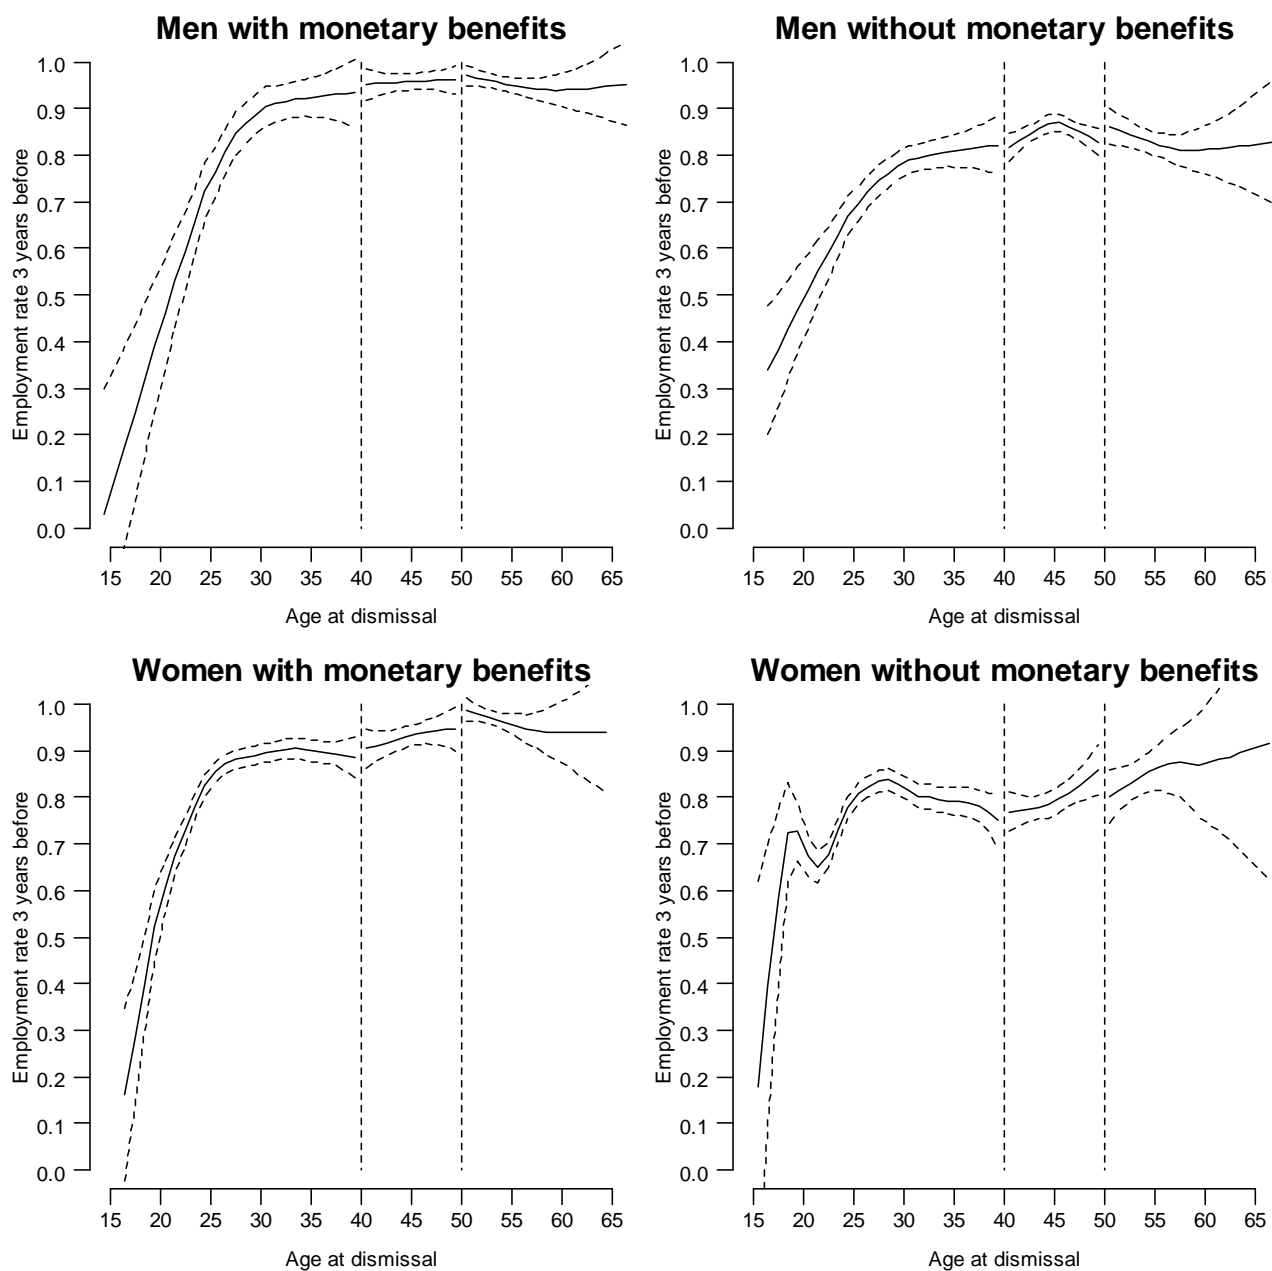 Men with monetary benefits
Employment rate 3 years before
1.0
0.9
0.8
0.7
0.6
0.5
0.4
0.3
0.2
0.1
0.0
15 20 25 30 35 40 45 50 55 60 65
Age at dismissal
Men without monetary benefits
Employment rate 3 years before
1.0
0.9
0.8
0.7
0.6
0.5
0.4
0.3
0.2
0.1
0.0
15 20 25 30 35 40 45 50 55 60 65
Age at dismissal
Women with monetary benefits
Employment rate 3 years before
1.0
0.9
0.8
0.7
0.6
0.5
0.4
0.3
0.2
0.1
0.0
15 20 25 30 35 40 45 50 55 60 65
Age at dismissal
Women without monetary benefits
Employment rate 3 years before
1.0
0.9
0.8
0.7
0.6
0.5
0.4
0.3
0.2
0.1
0.0
15 20 25 30 35 40 45 50 55 60 65
Age at dismissal